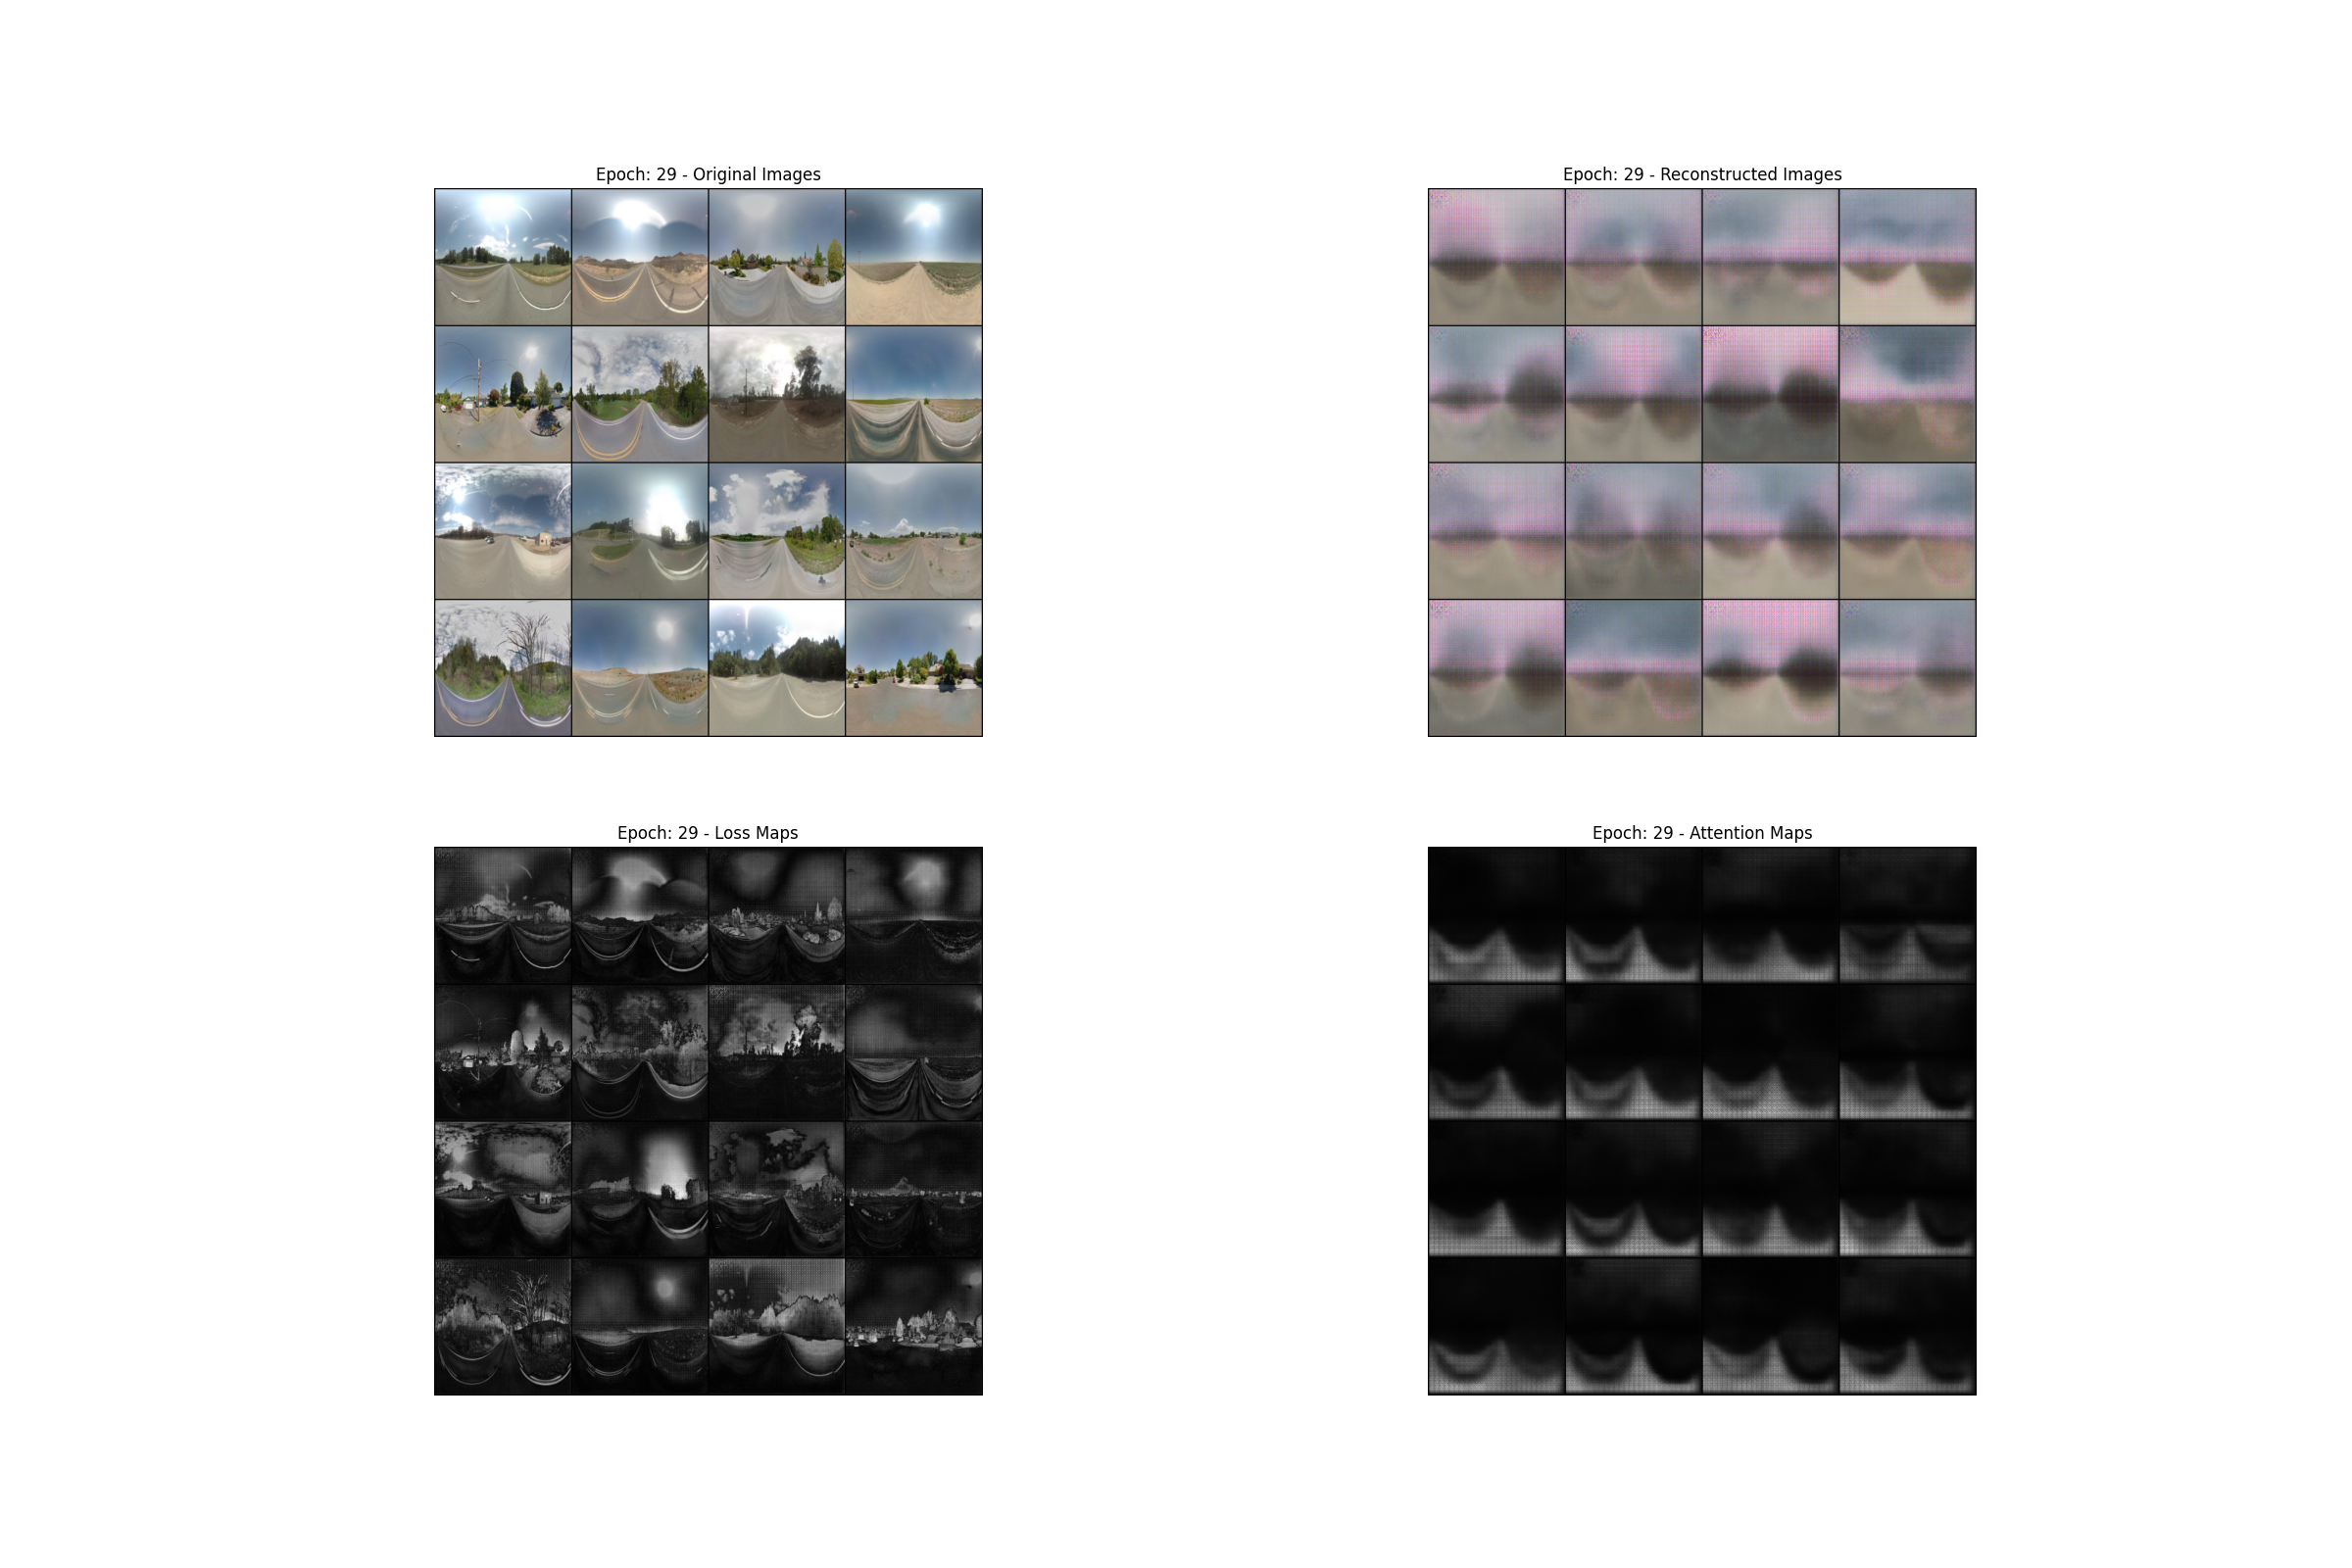 Epoch: 29 - Original Images
Epoch: 29 - Reconstructed Images
Epoch: 29 - Loss Maps
Epoch: 29 - Attention Maps